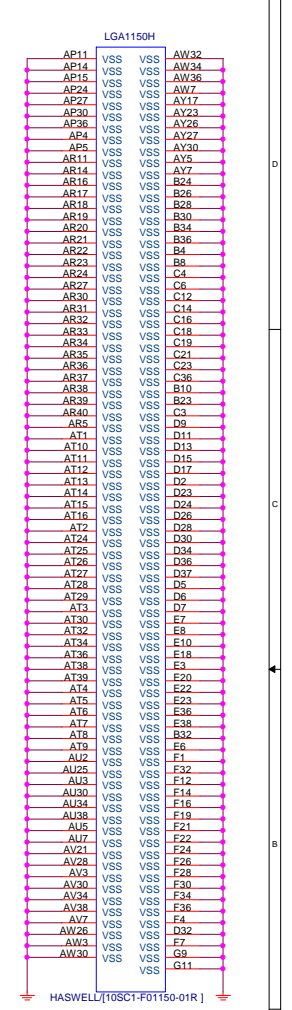 LGA1150H
AP11 VSS VSS AW32
AP14 VSS VSS AW34
AP15 VSS VSS AW36
AP24 VSS VSS AW7
AP27 VSS VSS AY17
AP30 VSS VSS AY23
AP36 VSS VSS AY26
AP4 VSS VSS AY27
AP5 VSS VSS AY30
AR11 VSS VSS AY5
AR14 VSS VSS AY7
AR16 VSS VSS B24
AR17 VSS VSS B26
AR18 VSS VSS B28
AR19 VSS VSS B30
AR20 VSS VSS B34
AR21 VSS VSS B36
AR22 VSS VSS B4
AR23 VSS VSS B8
AR24 VSS VSS C4
AR27 VSS VSS C6
AR30 VSS VSS C12
AR31 VSS VSS C14
AR32 VSS VSS C16
AR33 VSS VSS C18
AR34 VSS VSS C19
AR35 VSS VSS C21
AR36 VSS VSS C23
AR37 VSS VSS C36
AR38 VSS VSS B10
AR39 VSS VSS B23
AR40 VSS VSS C3
AR5 VSS VSS D9
AT1 VSS VSS D11
AT10 VSS VSS D13
AT11 VSS VSS D15
AT12 VSS VSS D17
AT13 VSS VSS D2
AT14 VSS VSS D23
AT15 VSS VSS D24
AT16 VSS VSS D26
AT2 VSS VSS D28
AT24 VSS VSS D30
AT25 VSS VSS D34
AT26 VSS VSS D36
AT27 VSS VSS D37
AT28 VSS VSS D5
AT29 VSS VSS D6
AT3 VSS VSS D7
AT30 VSS VSS E7
AT32 VSS VSS E8
AT34 VSS VSS E10
AT36 VSS VSS E18
AT38 VSS VSS E3
AT39 VSS VSS E20
AT4 VSS VSS E22
AT5 VSS VSS E23
AT6 VSS VSS E36
AT7 VSS VSS E38
AT8 VSS VSS B32
AT9 VSS VSS E6
AU2 VSS VSS F1
AU25 VSS VSS F32
AU3 VSS VSS F12
AU30 VSS VSS F14
AU34 VSS VSS F16
AU38 VSS VSS F19
AU5 VSS VSS F21
AU7 VSS VSS F22
AV21 VSS VSS F24
AV28 VSS VSS F26
AV3 VSS VSS F28
AV30 VSS VSS F30
AV34 VSS VSS F34
AV38 VSS VSS F36
AV7 VSS VSS F4
AW26 VSS VSS D32
AW3 VSS VSS F7
AW30 VSS VSS G9
VSS G11
HASWELL/[10SC1-F01150-01R ]
D
C
B